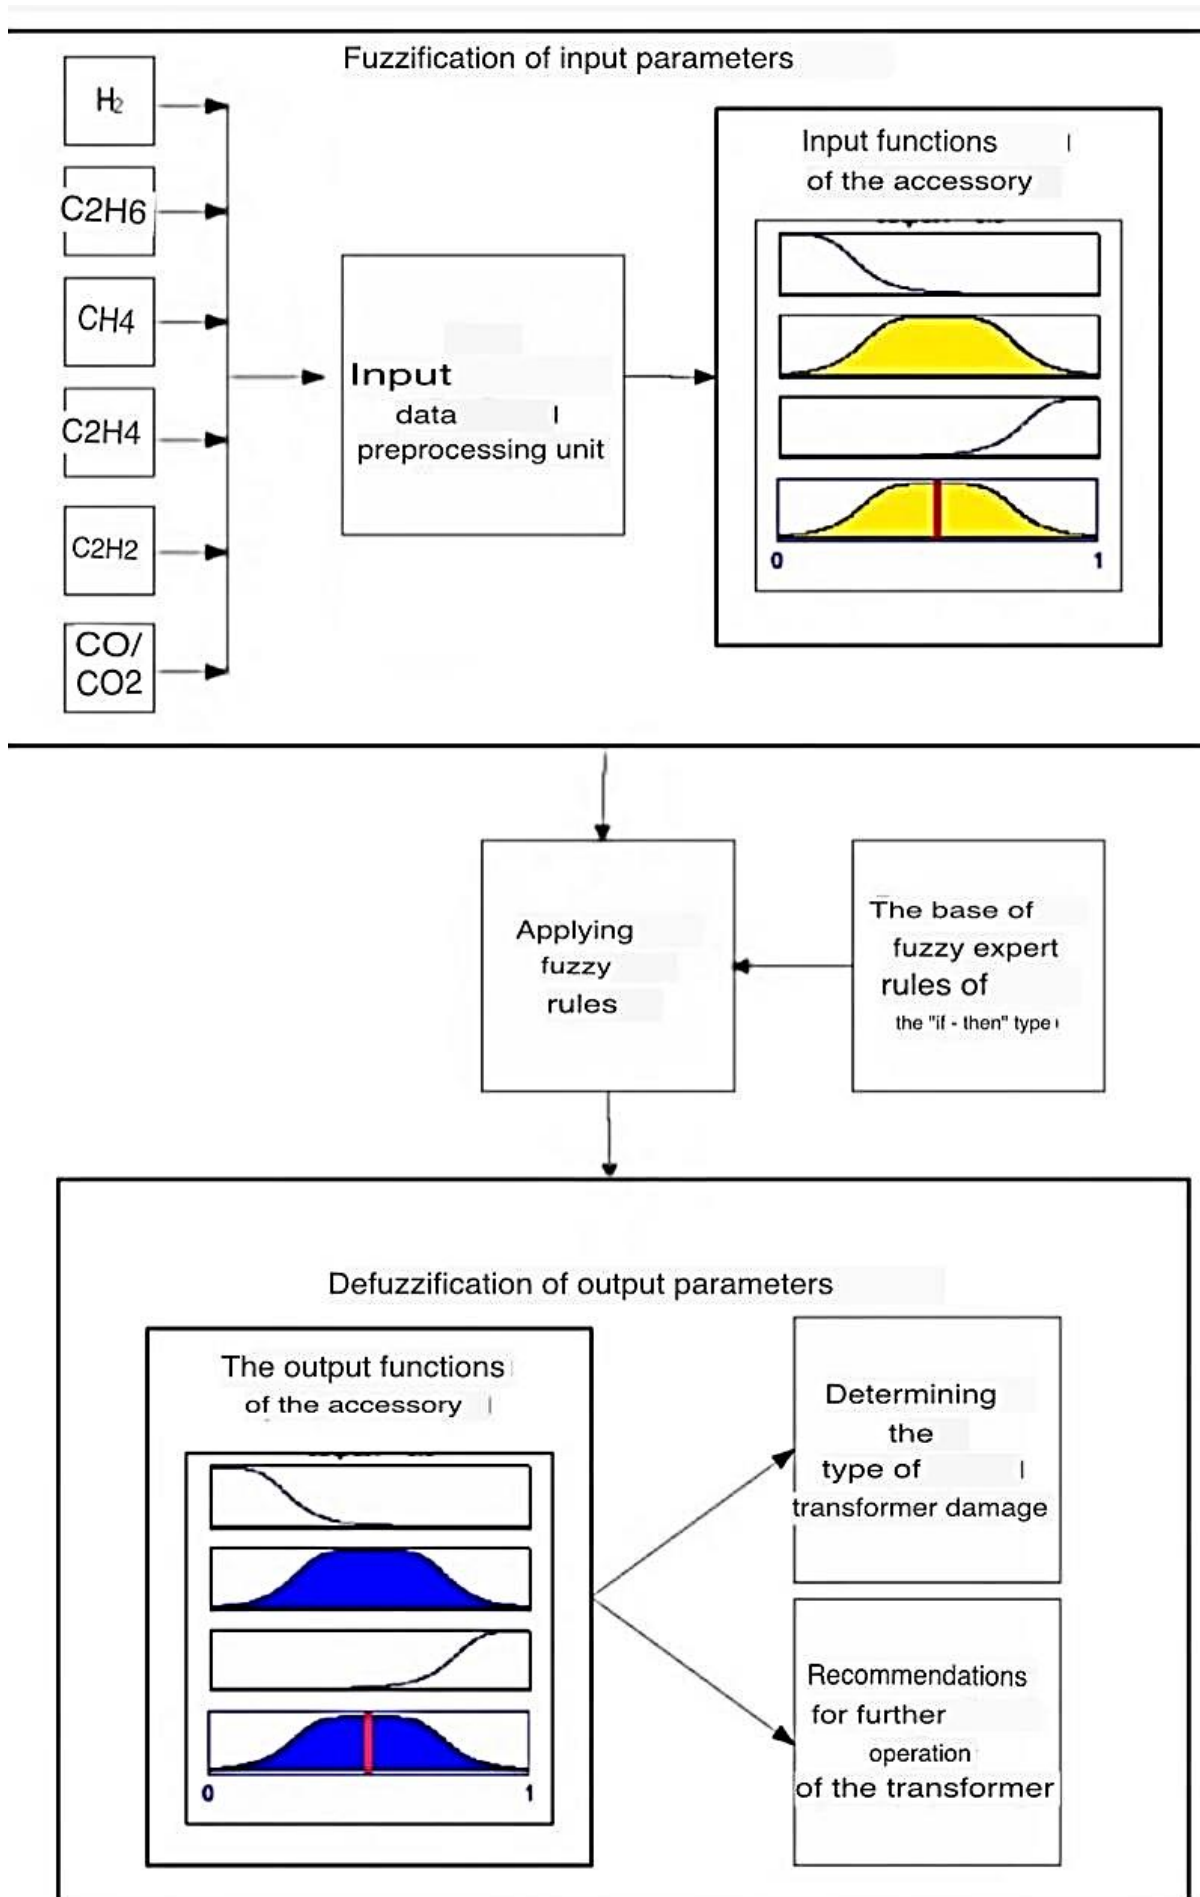 Fuzzification of input parameters
H₂
C2H6
CH4
C2H4
C2H2
CO/
CO2
Input
data
preprocessing unit
Input functions
of the accessory
0 1
Applying
fuzzy
rules
The base of
fuzzy expert
rules of
the "if - then" type
Defuzzification of output parameters
The output functions
of the accessory
0 1
Determining
the
type of
transformer damage
Recommendations
for further
operation
of the transformer